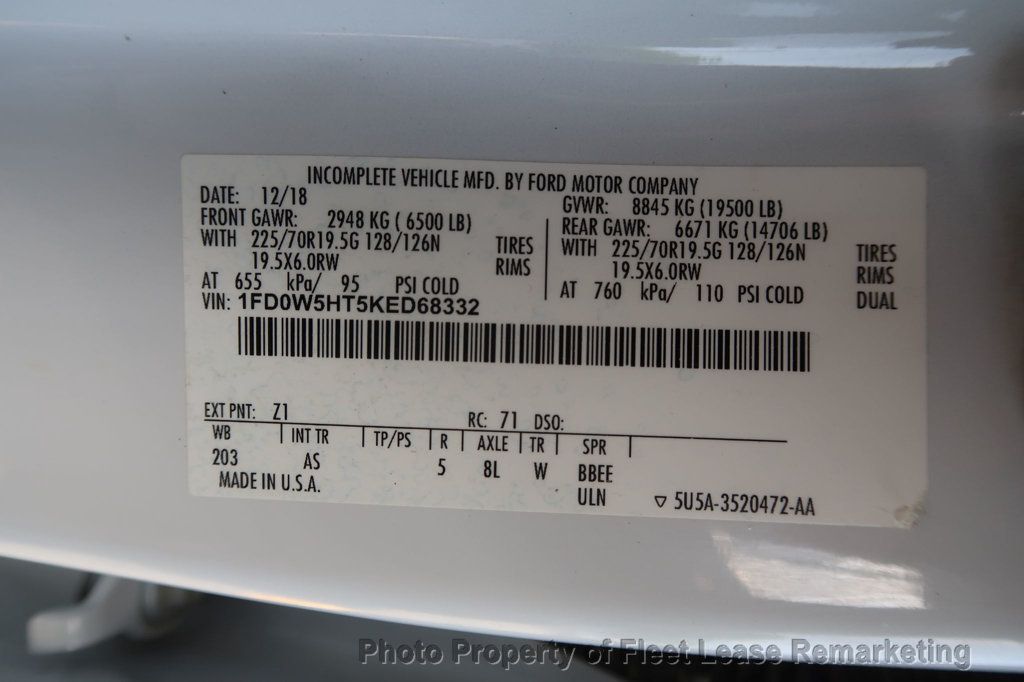 INCOMPLETE VEHICLE MFD. BY FORD MOTOR COMPANY
DATE: 12/18 GVWR: 8845 KG (19500 LB)
FRONT GAWR: 2948 KG ( 6500 LB) REAR GAWR: 6671 KG (14706 LB)
WITH 225/70R19.5G 128/126N TIRES WITH 225/70R19.5G 128/126N TIRES
19.5X6.0RW RIMS 19.5X6.0RW RIMS
AT 655 kPa/ 95 PSI COLD AT 760 kPa/ 110 PSI COLD DUAL
VIN: 1FD0W5HT5KED68332
EXT PNT: Z1 RC: 71 DSO:
WB INT TR TP/PS R AXLE TR SPR
203 AS 5 8L W BBEE
MADE IN U.S.A. ULN 5U5A-3520472-AA
Photo Property of Fleet Lease Remarketing